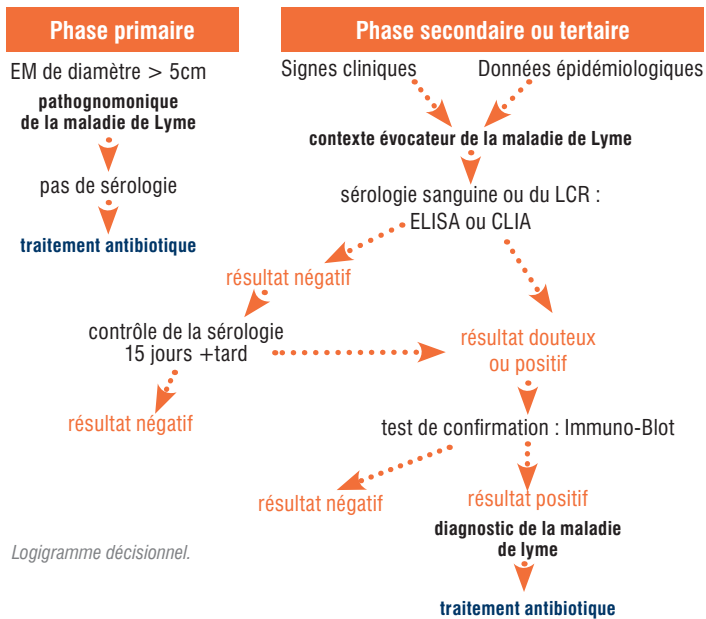 Phase primaire
EM de diamètre > 5cm
pathognomonique
de la maladie de Lyme
pas de sérologie
traitement antibiotique
Phase secondaire ou tertaire
Signes cliniques
Données épidémiologiques
contexte évocateur de la maladie de Lyme
sérologie sanguine ou du LCR :
ELISA ou CLIA
résultat négatif
contrôle de la sérologie
15 jours +tard
résultat négatif
résultat douteux
ou positif
test de confirmation : Immuno-Blot
résultat négatif
résultat positif
diagnostic de la maladie
de lyme
traitement antibiotique
Logigramme décisionnel.